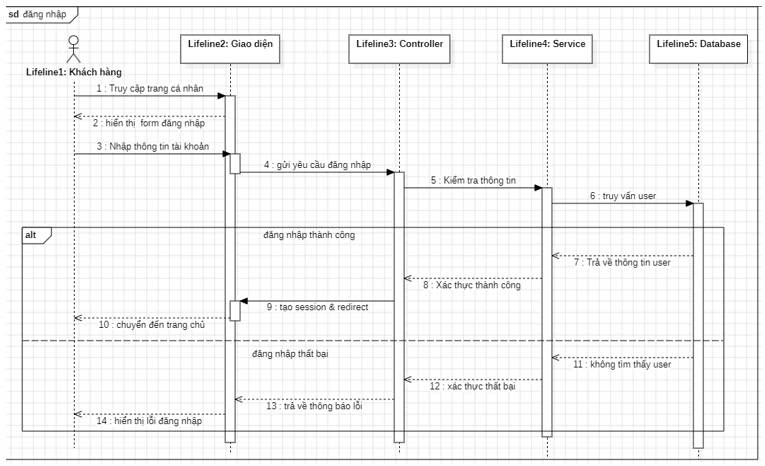 sd đăng nhập
Lifeline1: Khách hàng
Lifeline2: Giao diện
Lifeline3: Controller
Lifeline4: Service
Lifeline5: Database
1 : Truy cập trang cá nhân
2 : hiển thị form đăng nhập
3 : Nhập thông tin tài khoản
4 : gửi yêu cầu đăng nhập
5 : Kiểm tra thông tin
6 : truy vấn user
alt
đăng nhập thành công
7 : Trả về thông tin user
8 : Xác thực thành công
9 : tạo session & redirect
10 : chuyển đến trang chủ
đăng nhập thất bại
11 : không tìm thấy user
12 : xác thực thất bại
13 : trả về thông báo lỗi
14 : hiển thị lỗi đăng nhập